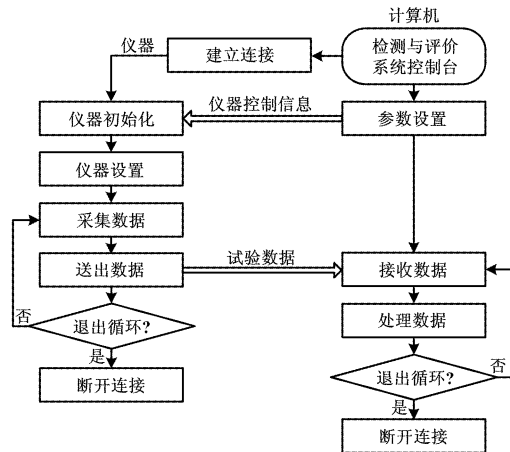 计算机
仪器
建立连接
检测与评价
系统控制台
仪器初始化
仪器控制信息
参数设置
仪器设置
采集数据
送出数据
试验数据
接收数据
否
退出循环?
处理数据
是
断开连接
退出循环?
否
是
断开连接